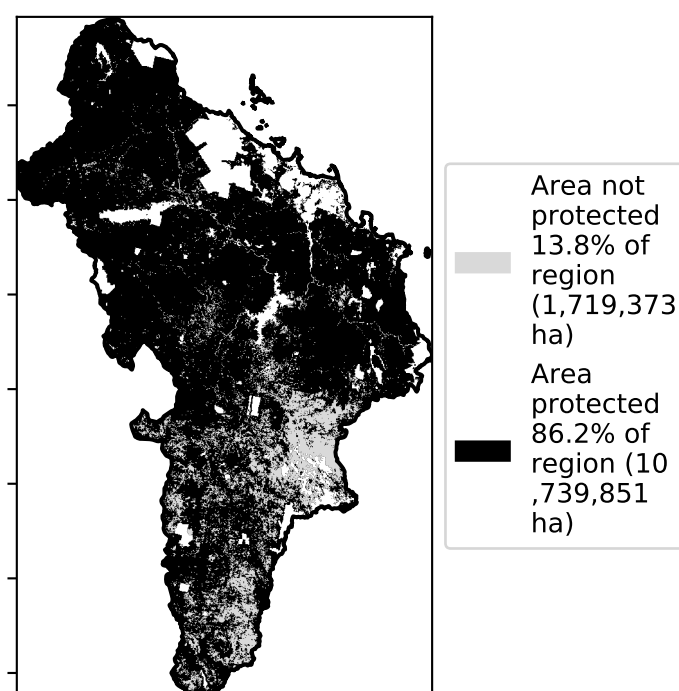 Area not
protected
13.8% of
region
(1,719,373
ha)
Area
protected
86.2% of
region (10
,739,851
ha)